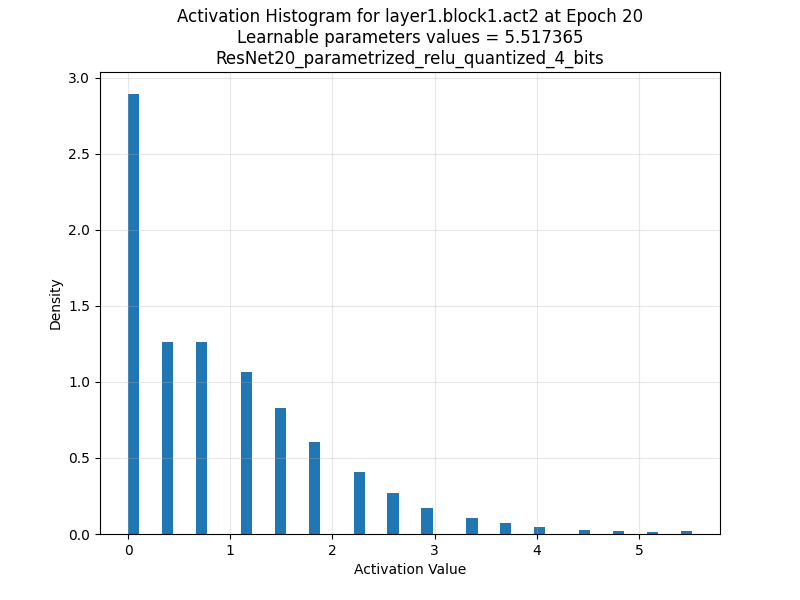 Activation Histogram for layer1.block1.act2 at Epoch 20
Learnable parameters values = 5.517365
ResNet20_parametrized_relu_quantized_4_bits
3.0
2.5
2.0
1.5
1.0
0.5
0.0
Density
0 1 2 3 4 5
Activation Value